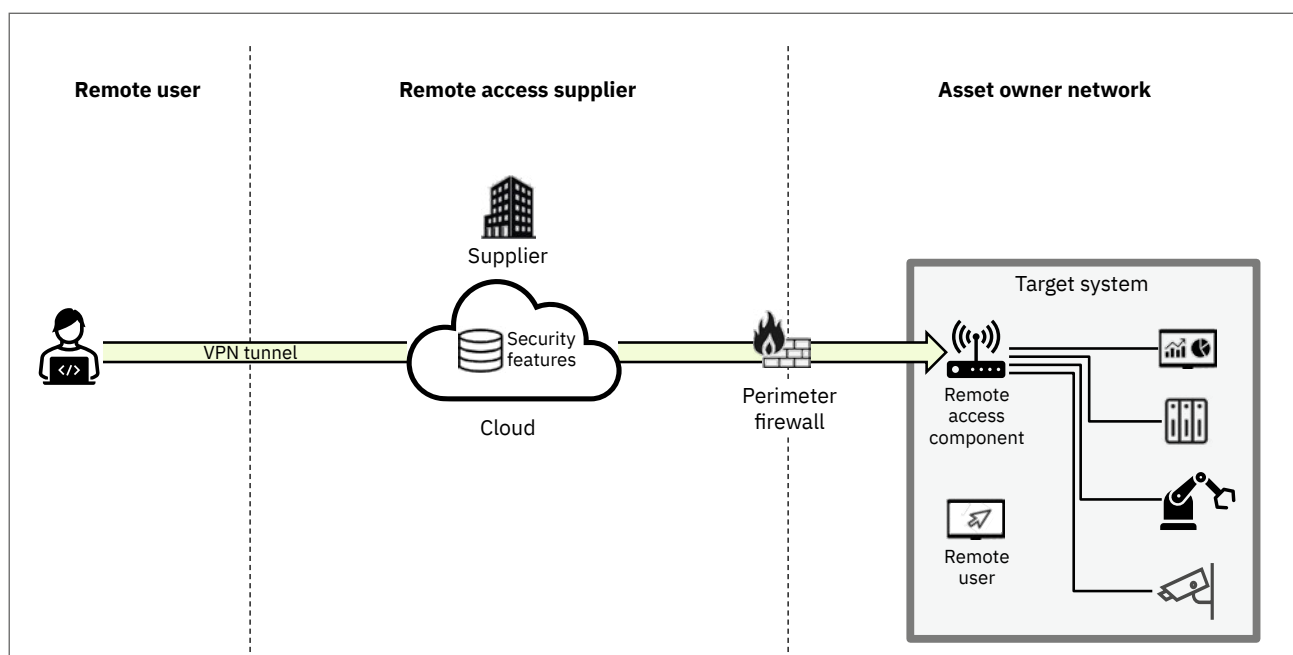 Remote user
Remote access supplier
Asset owner network
Supplier
Target system
VPN tunnel
</>
Security
features
Cloud
Perimeter
firewall
Remote
access
component
Remote
user